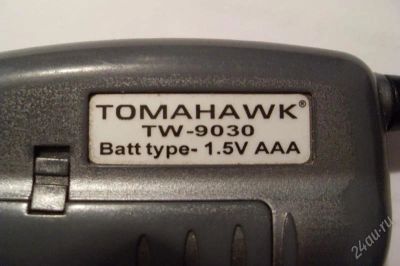 TOMAHAWK®
TW-9030
Batt type- 1.5V AAA
24au.ru